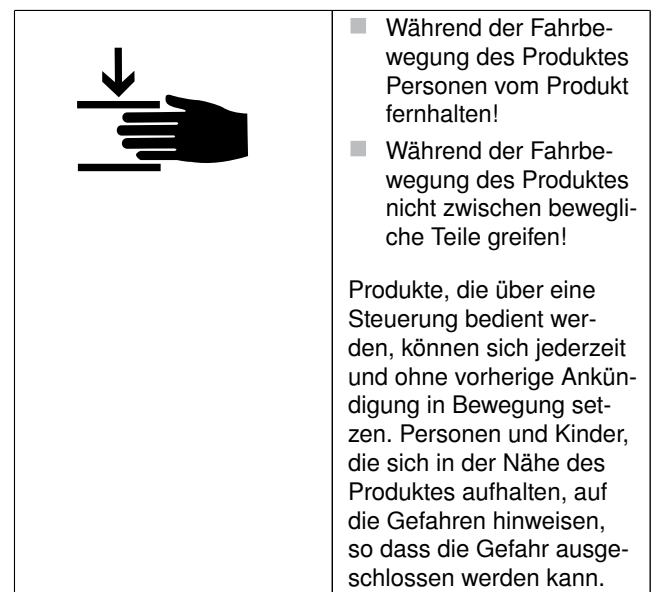 Während der Fahrbe-
wegung des Produktes
Personen vom Produkt
fernhalten!
Während der Fahrbe-
wegung des Produktes
nicht zwischen bewegli-
che Teile greifen!
Produkte, die über eine
Steuerung bedient wer-
den, können sich jederzeit
und ohne vorherige Ankün-
digung in Bewegung set-
zen. Personen und Kinder,
die sich in der Nähe des
Produktes aufhalten, auf
die Gefahren hinweisen,
so dass die Gefahr ausge-
schlossen werden kann.